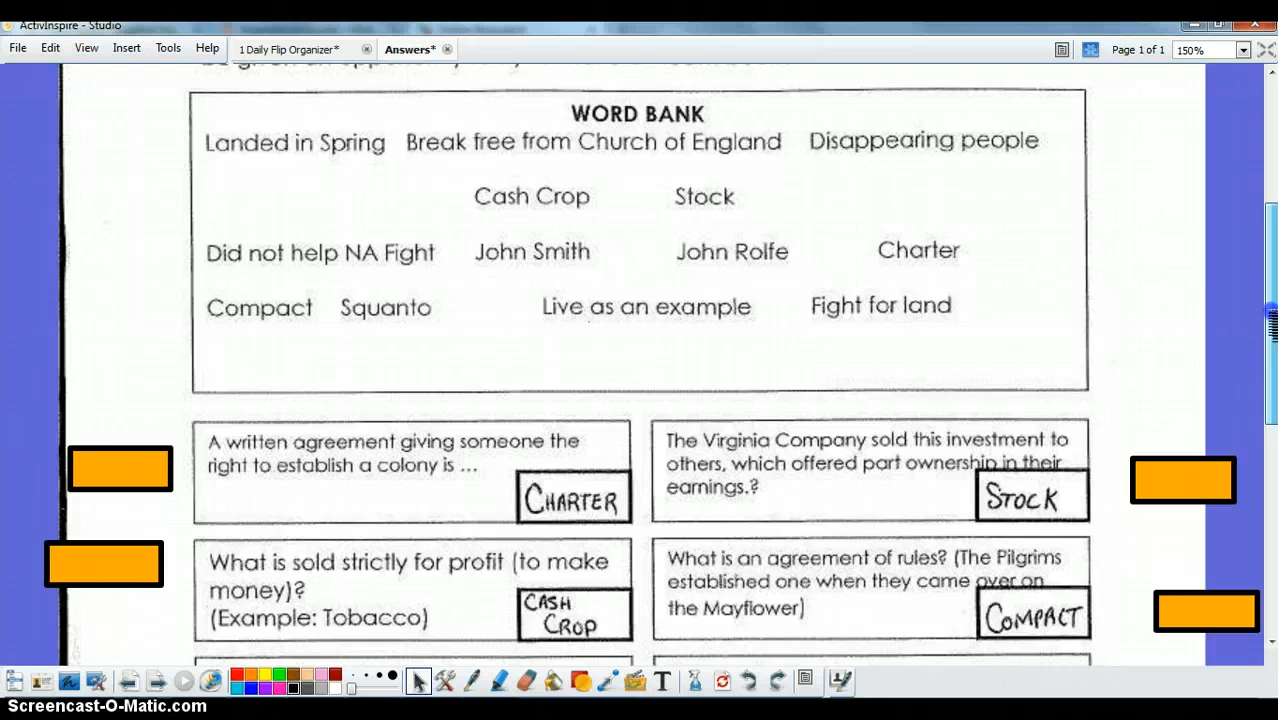 ActivInspire - Studio
File Edit View Insert Tools Help 1 Daily Flip Organizer* Answers* Page 1 of 1 150%
WORD BANK
Landed in Spring Break free from Church of England Disappearing people
Cash Crop Stock
Did not help NA Fight John Smith John Rolfe Charter
Compact Squanto Live as an example Fight for land
A written agreement giving someone the
right to establish a colony is ...
CHARTER
The Virginia Company sold this investment to
others, which offered part ownership in their
earnings.?
STOCK
What is sold strictly for profit (to make
money)?
(Example: Tobacco)
CASH
CROP
What is an agreement of rules? (The Pilgrims
established one when they came over on
the Mayflower)
COMPACT
Screencast-O-Matic.com